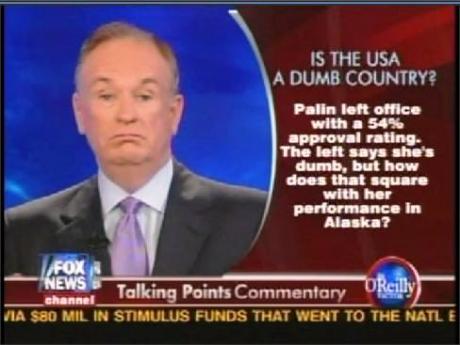 IS THE USA
A DUMB COUNTRY?
Palin left office
with a 54%
approval rating.
The left says she's
dumb, but how
does that square
with her
performance in
Alaska?
FOX
NEWS
channel
Talking Points Commentary
O'Reilly
FACTOR
VIA $80 MIL IN STIMULUS FUNDS THAT WENT TO THE NATL E